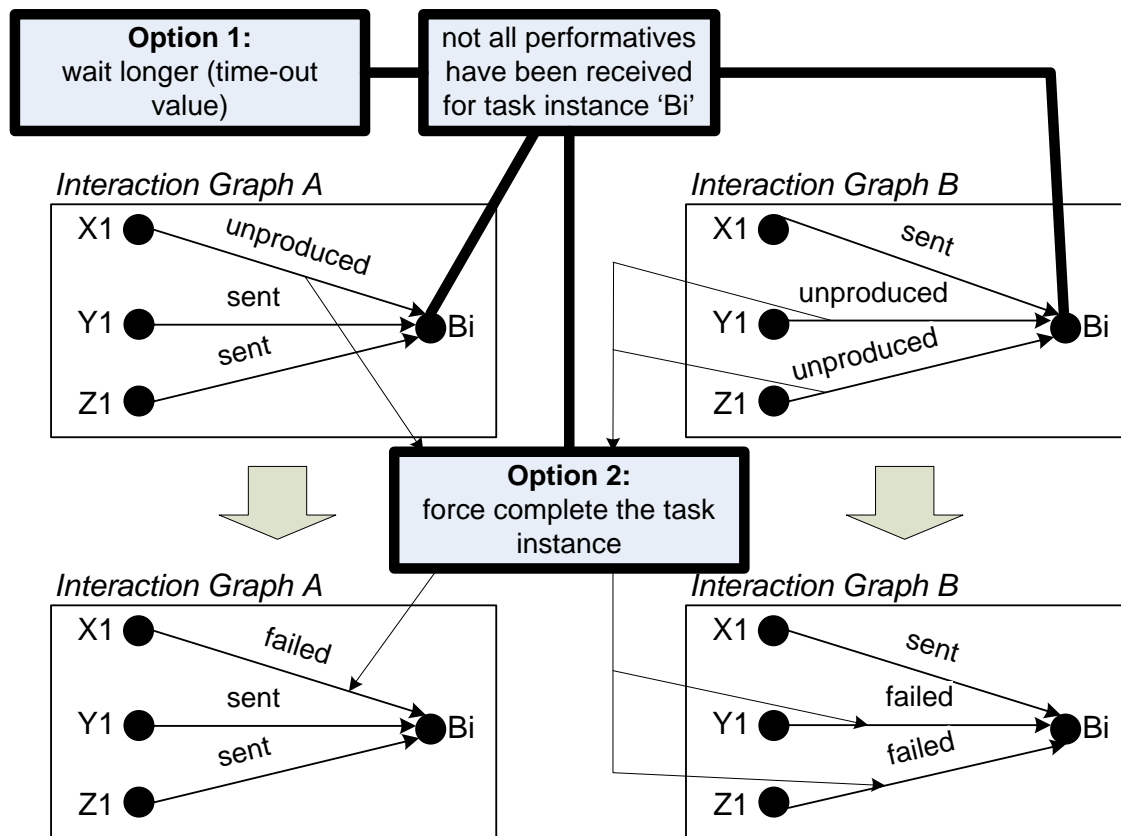 Option 1:
wait longer (time-out
value)
not all performatives
have been received
for task instance ‘Bi’
Interaction Graph A
X1
unproduced
Y1
sent
Bi
sent
Z1
Interaction Graph B
X1
sent
unproduced
Y1
Bi
unproduced
Z1
Option 2:
force complete the task
instance
Interaction Graph A
X1
failed
sent
Y1
Bi
sent
Z1
Interaction Graph B
X1
sent
failed
Y1
Bi
failed
Z1